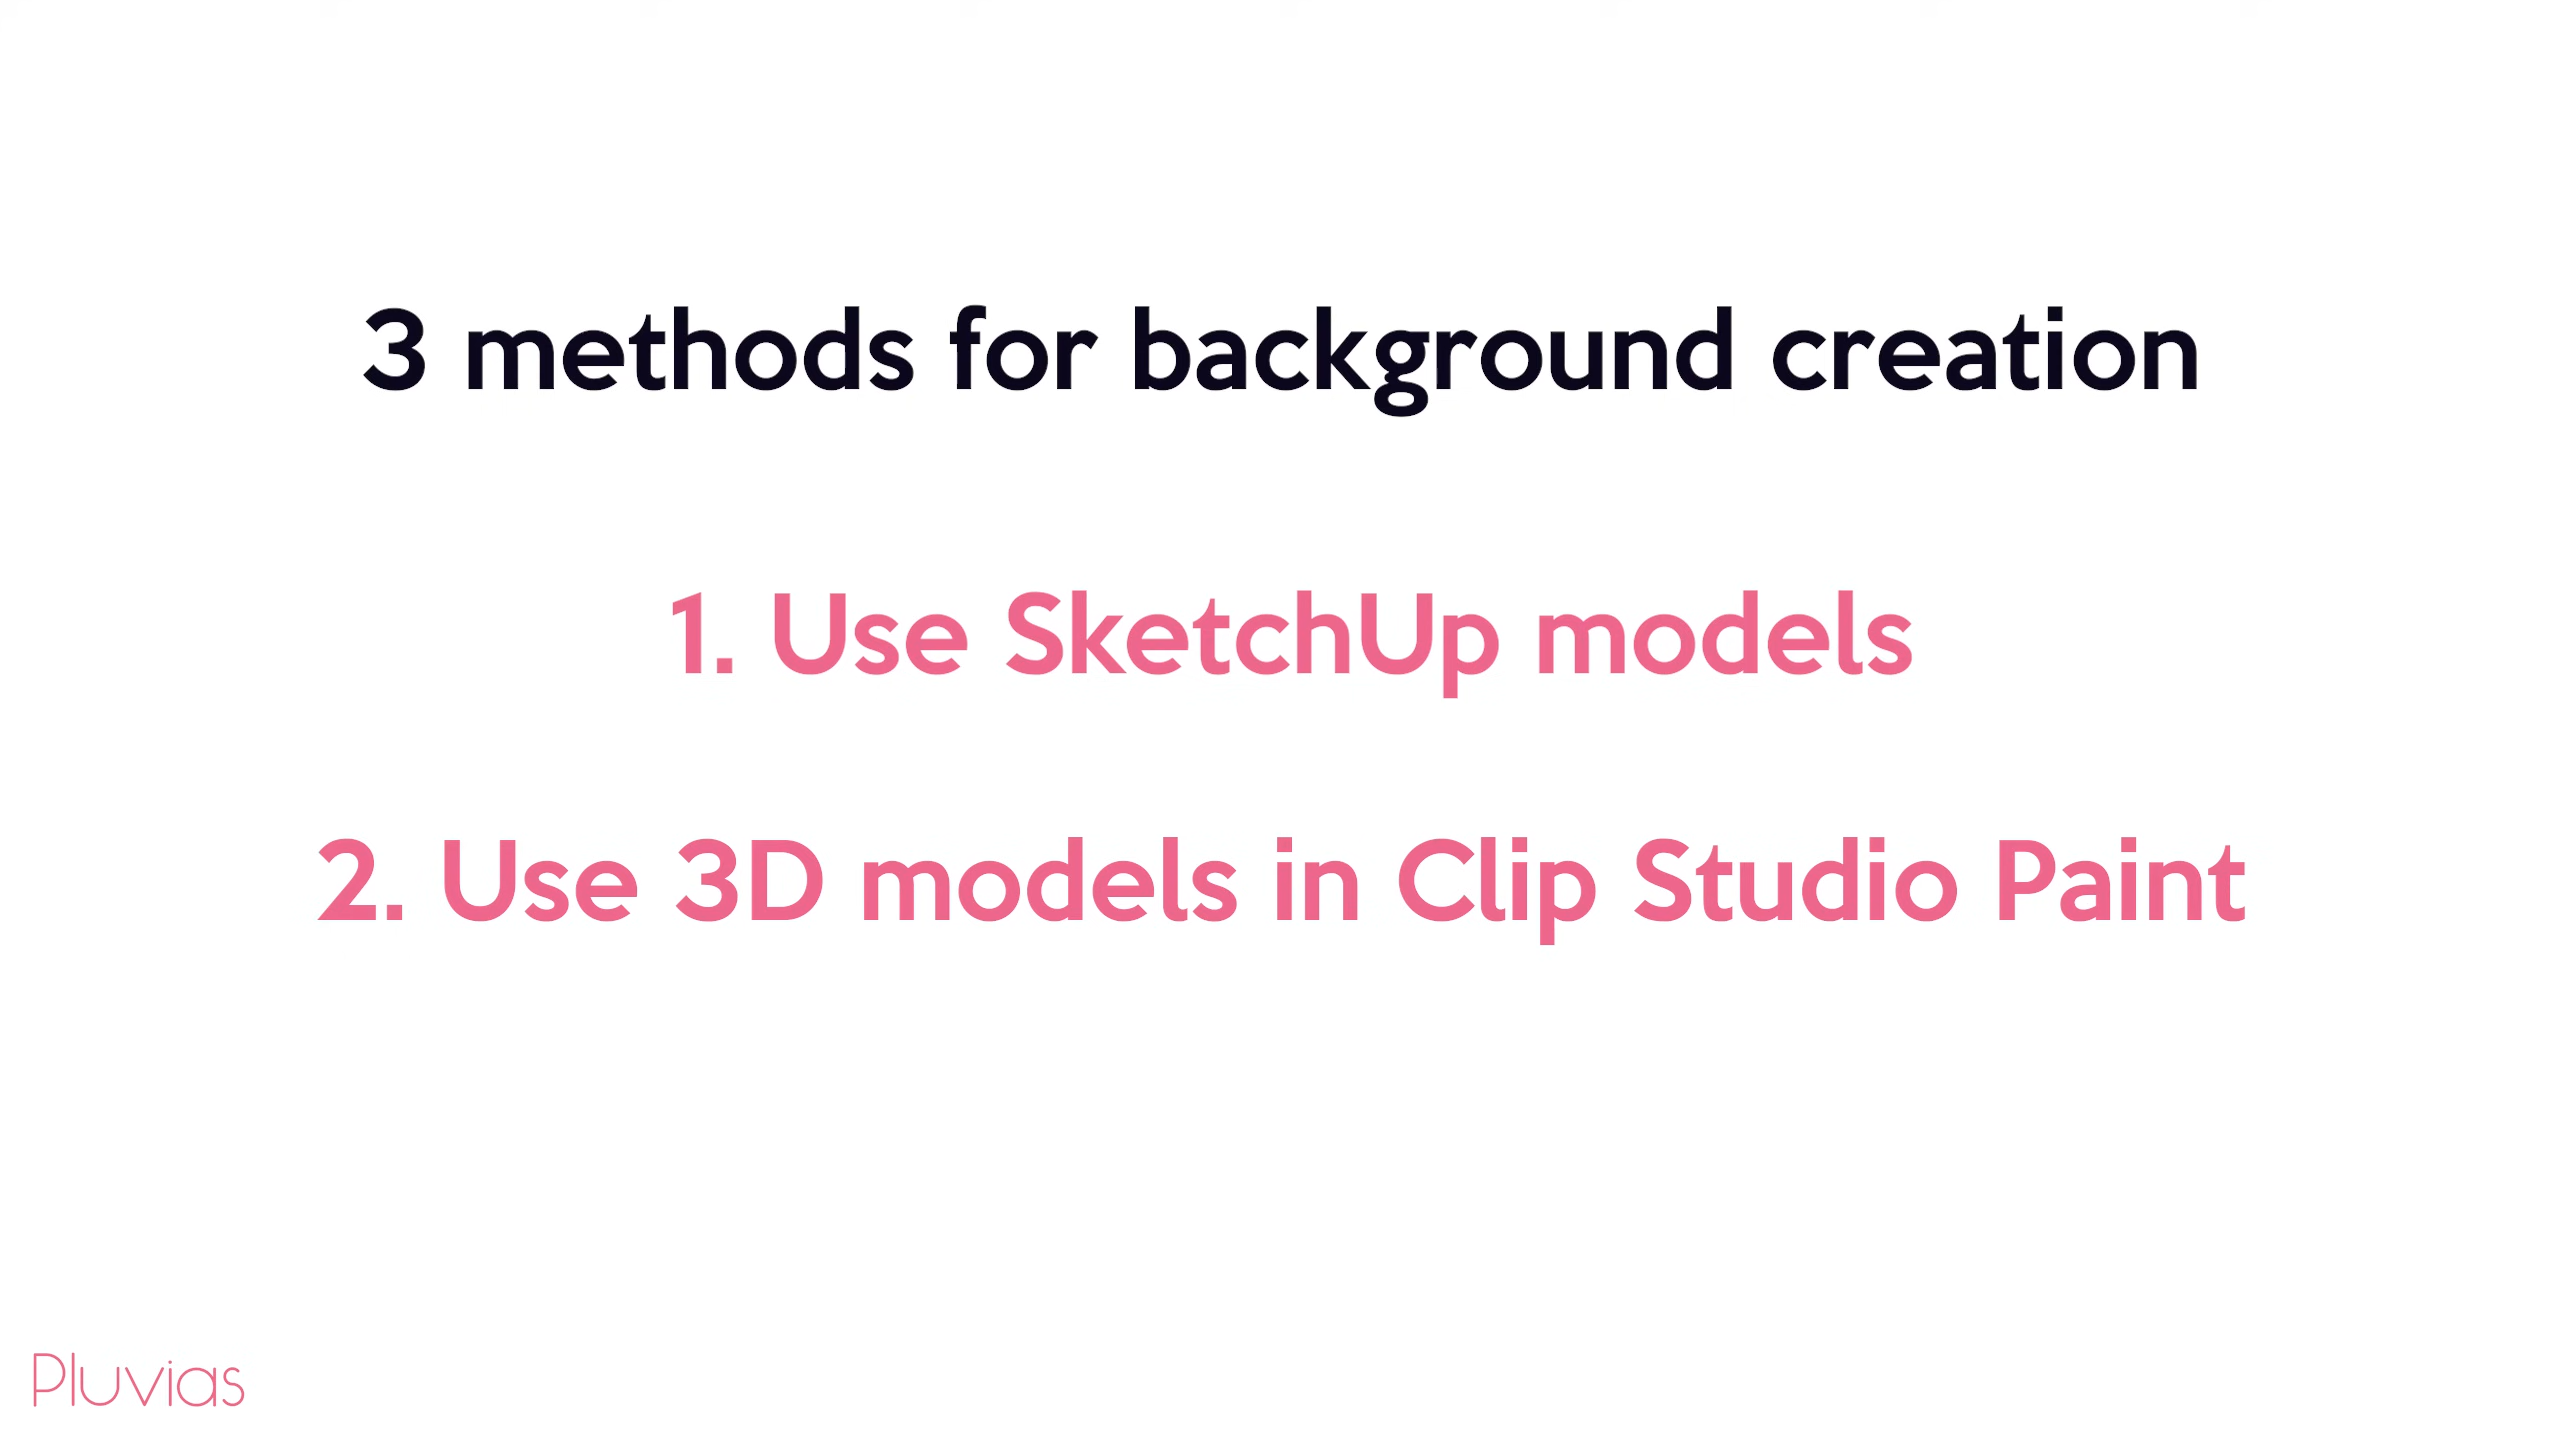 3 methods for background creation
1. Use SketchUp models
2. Use 3D models in Clip Studio Paint
Pluvias